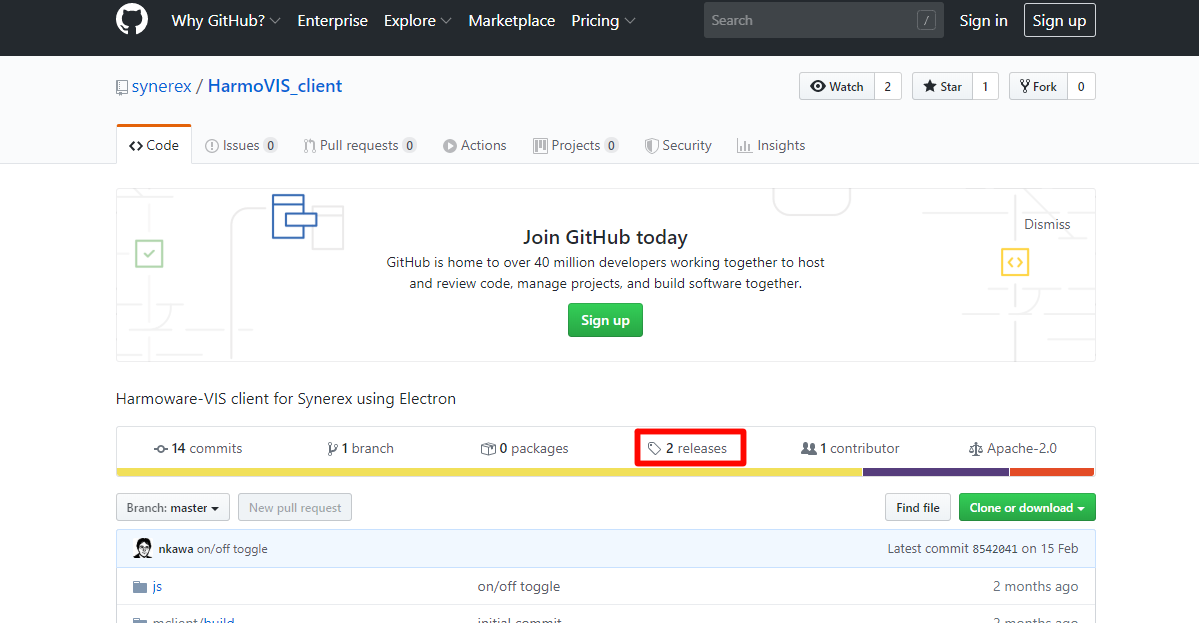 Why GitHub? Enterprise Explore Marketplace Pricing Search / Sign in Sign up
synerex / HarmoVIS_client Watch 2 Star 1 Fork 0
Code Issues 0 Pull requests 0 Actions Projects 0 Security Insights
Dismiss
Join GitHub today
GitHub is home to over 40 million developers working together to host
and review code, manage projects, and build software together.
Sign up
Harmoware-VIS client for Synerex using Electron
14 commits 1 branch 0 packages 2 releases 1 contributor Apache-2.0
Branch: master New pull request Find file Clone or download
nkawa on/off toggle Latest commit 8542041 on 15 Feb
js on/off toggle 2 months ago
mclient/build initial commit 2 months ago